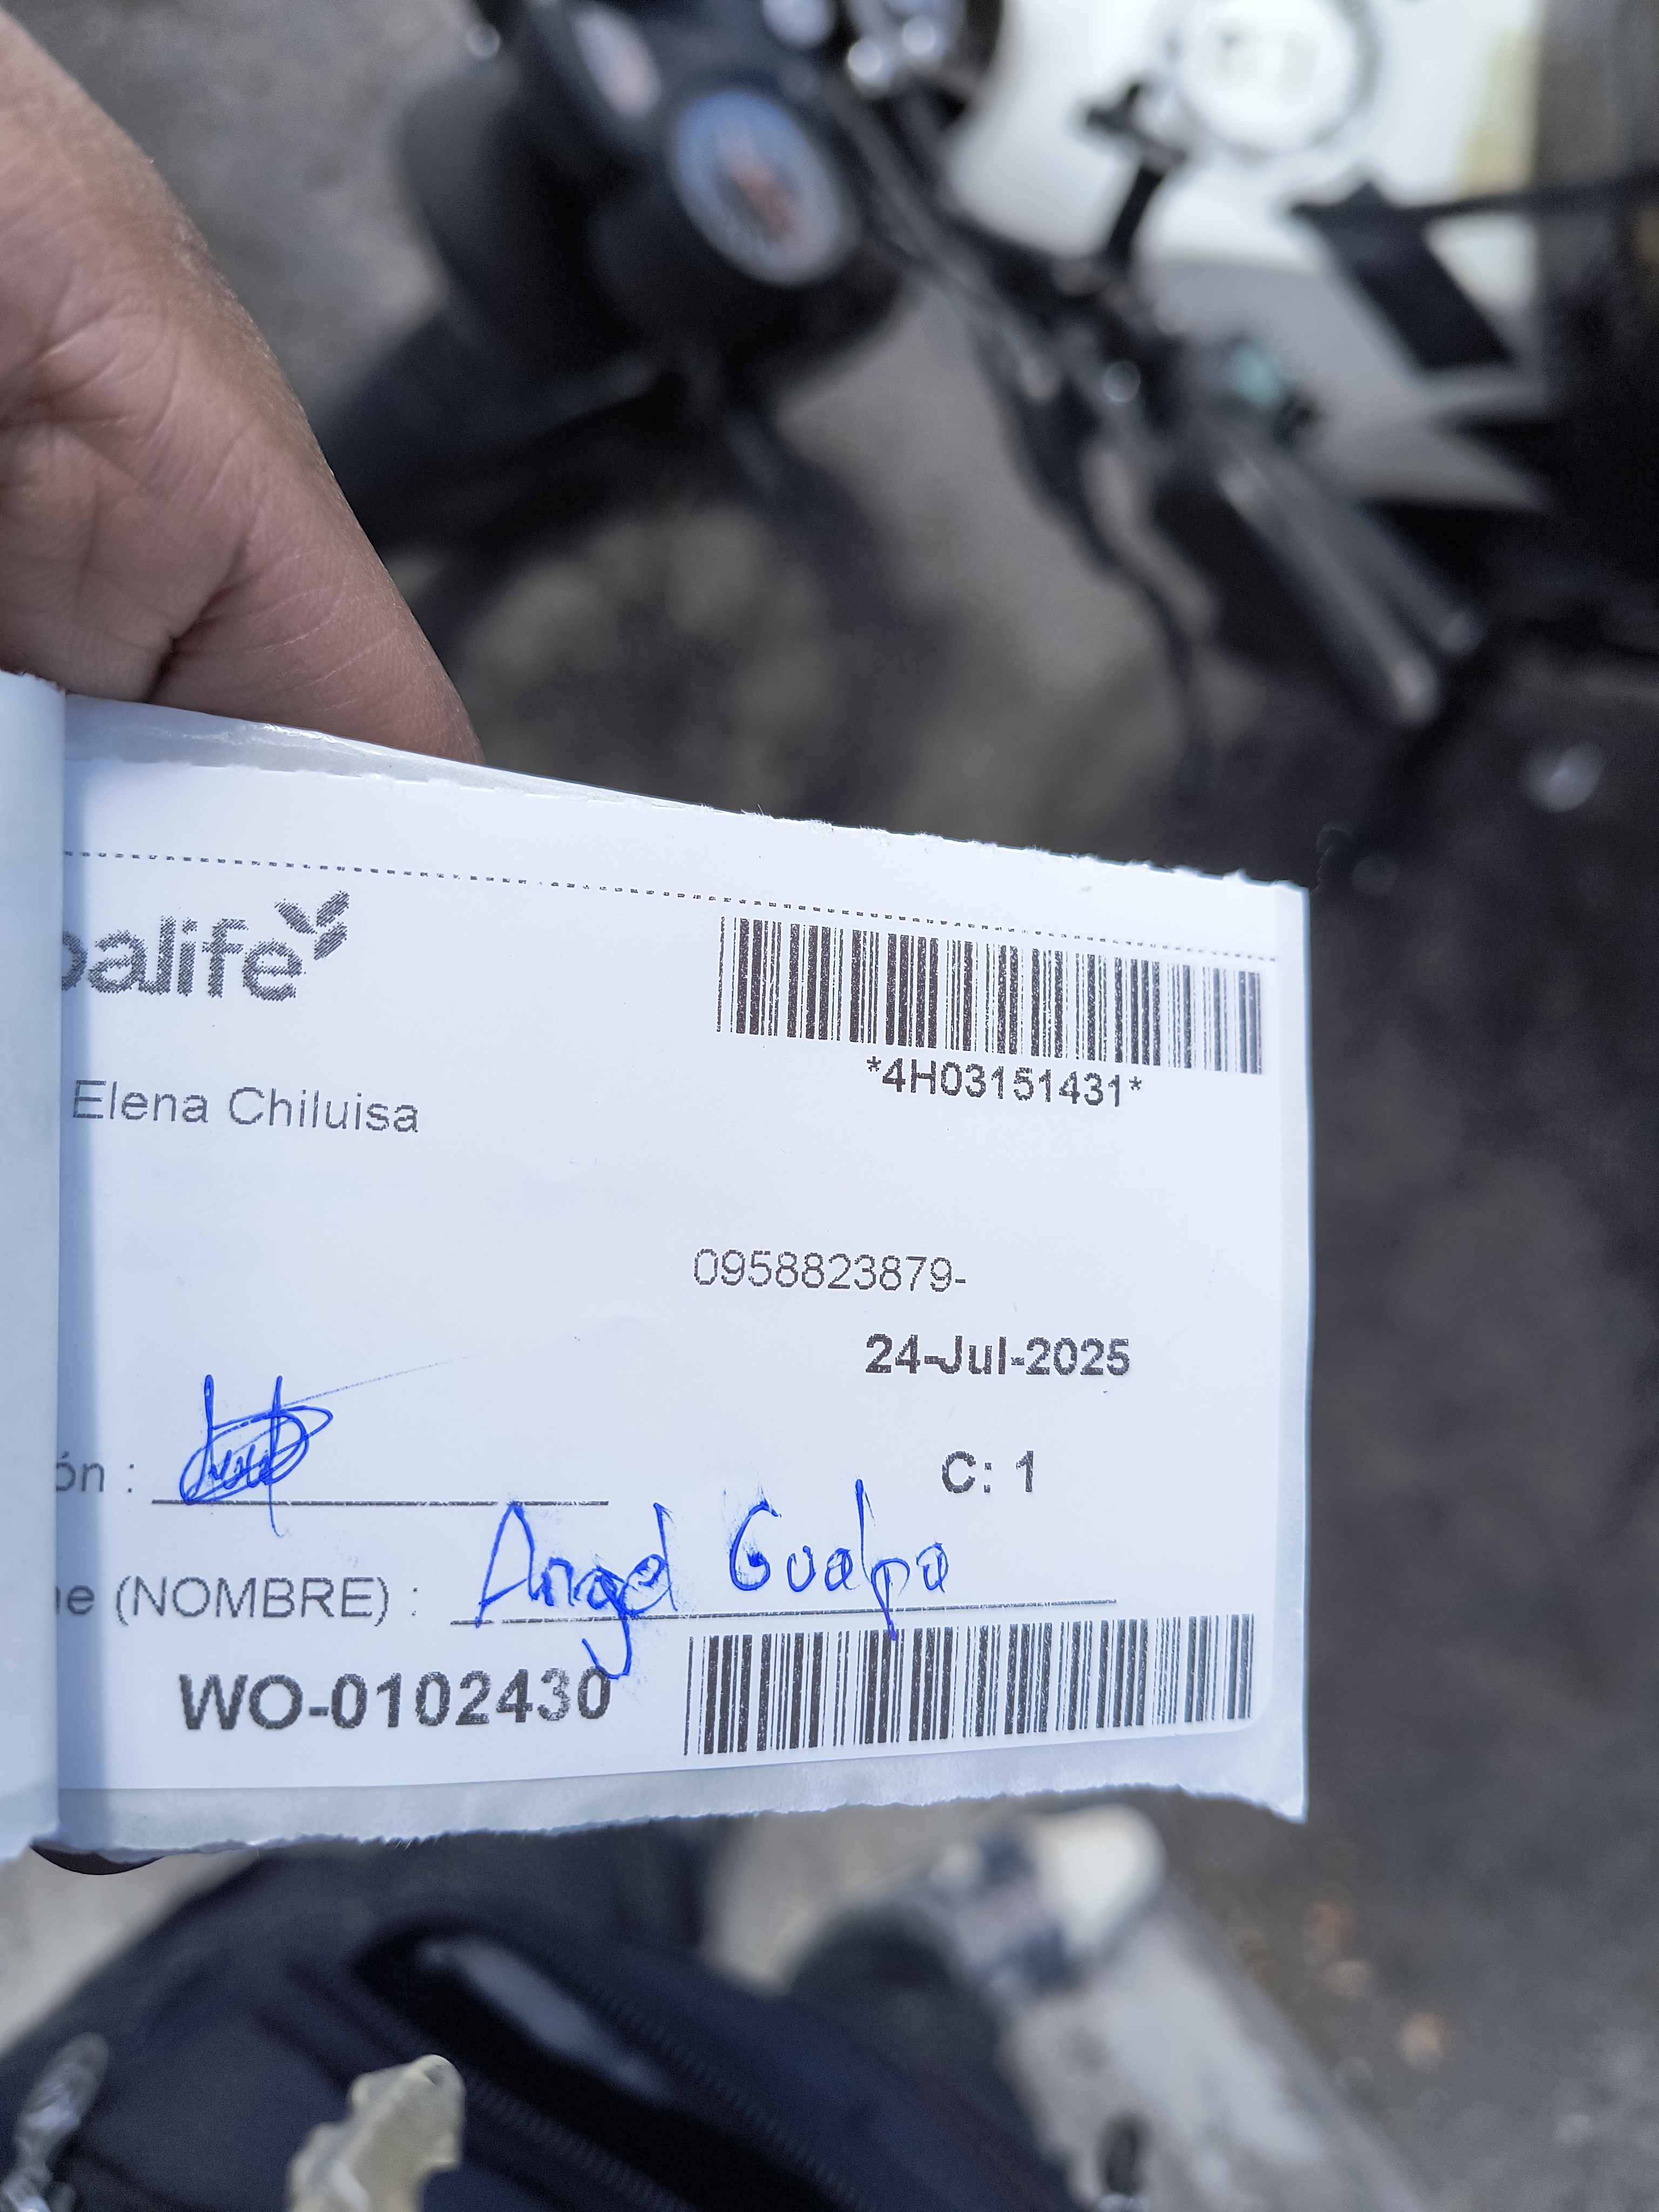 balife
*4H03151431*
Elena Chiluisa
0958823879-
24-Jul-2025
ón :
C: 1
e (NOMBRE) : Angel Gualpa
WO-0102430